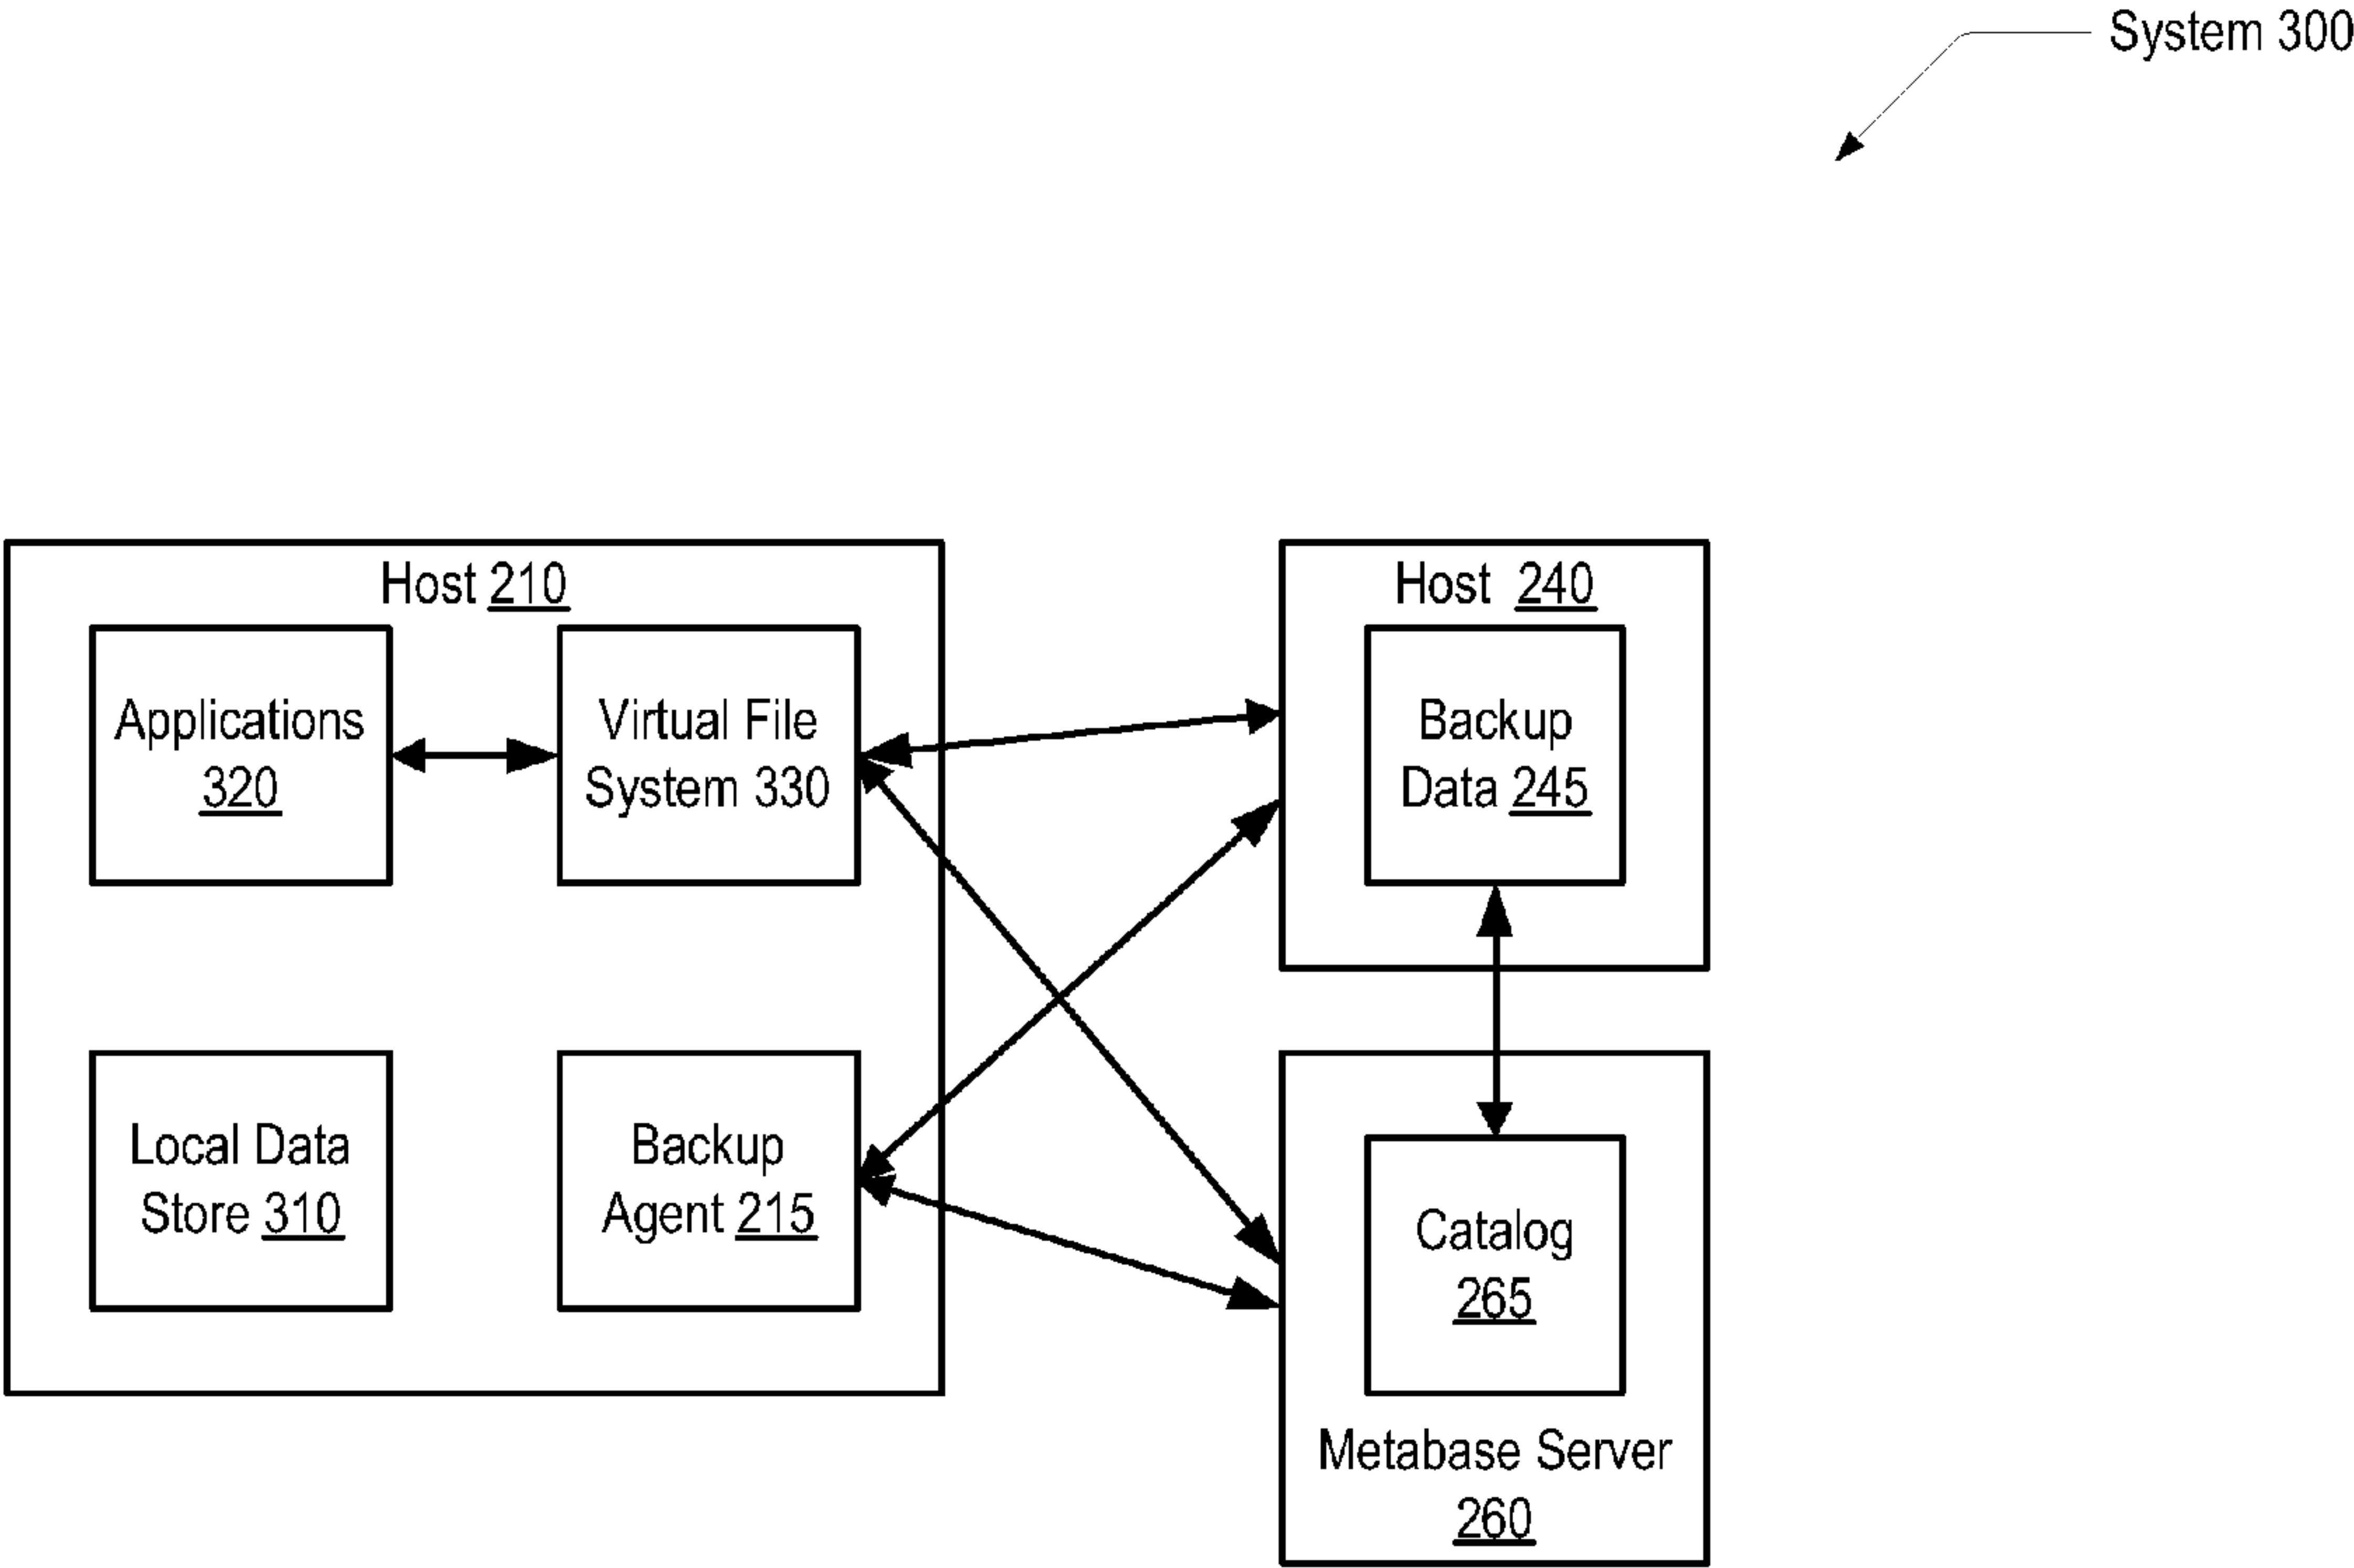 System 300
Host 210
Applications
320
Virtual File
System 330
Local Data
Store 310
Backup
Agent 215
Host 240
Backup
Data 245
Catalog
265
Metabase Server
260